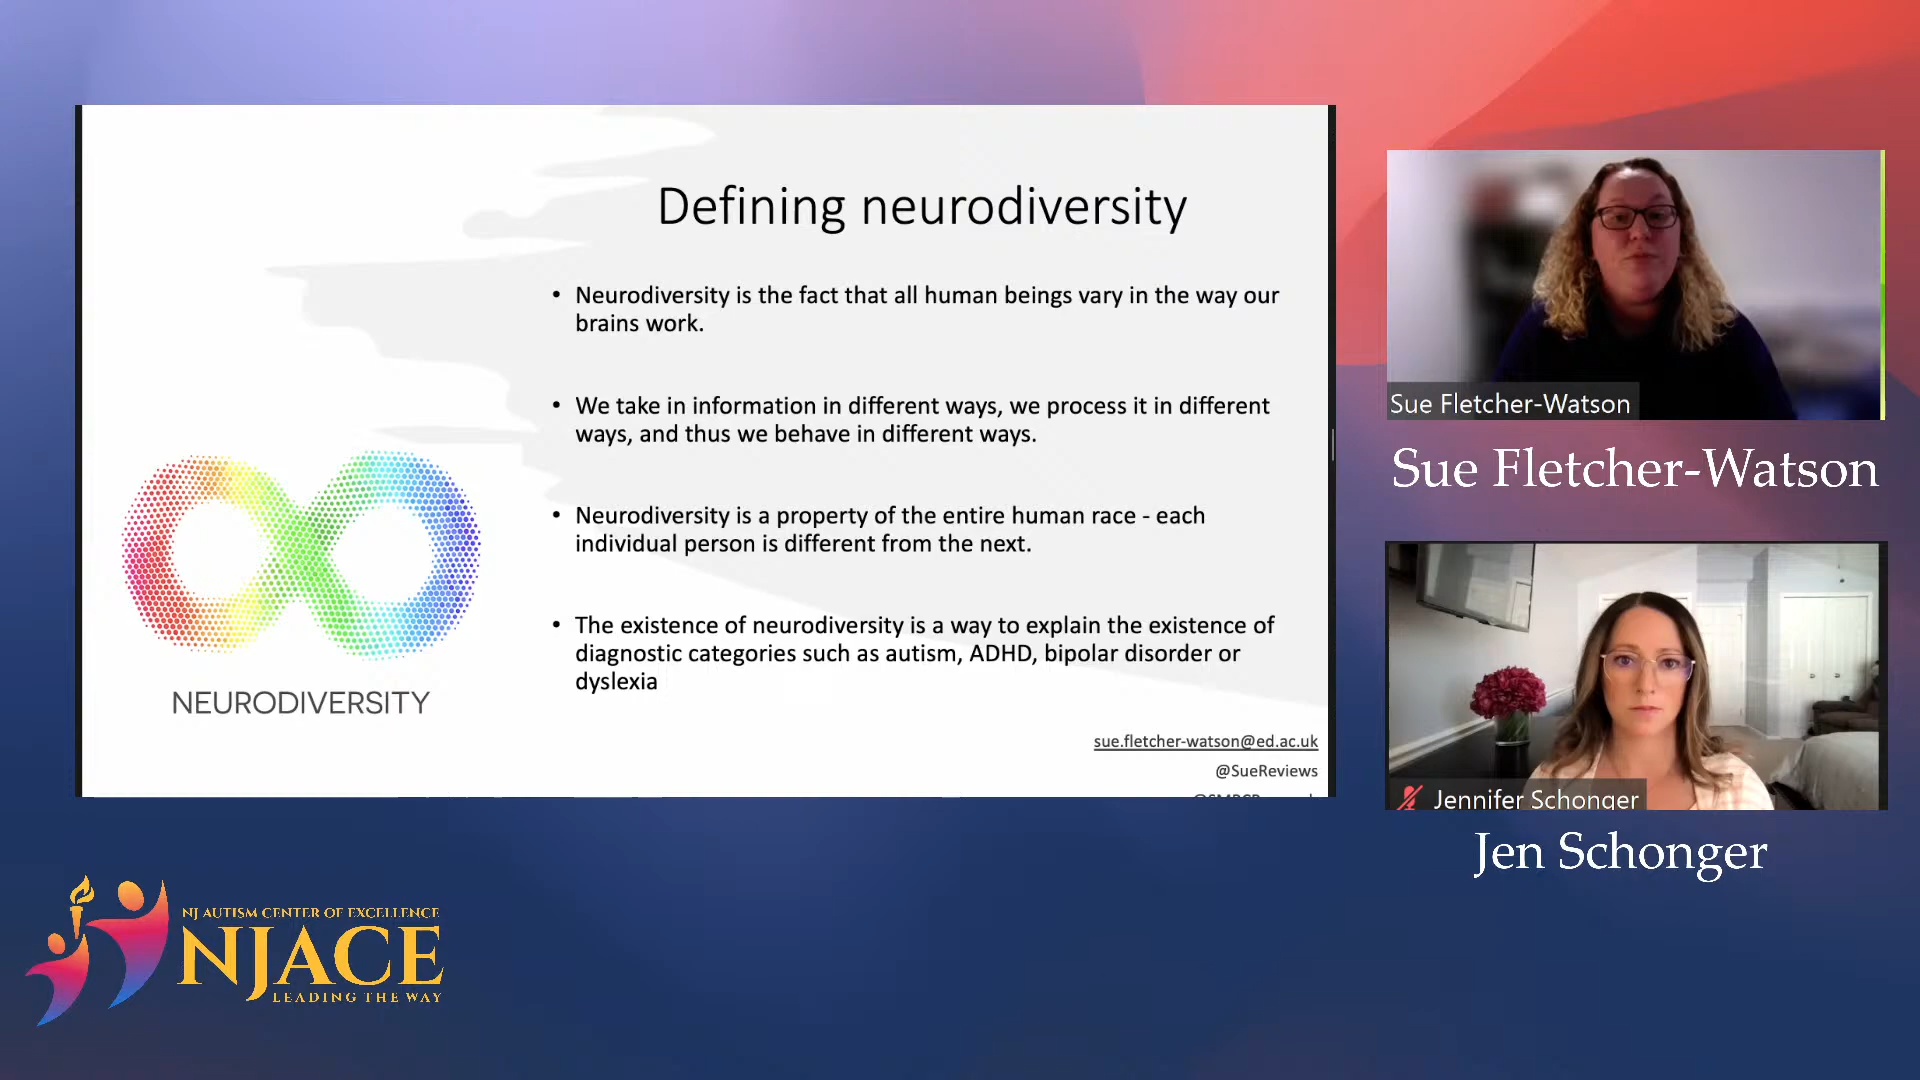 Defining neurodiversity
• Neurodiversity is the fact that all human beings vary in the way our
brains work.
• We take in information in different ways, we process it in different
ways, and thus we behave in different ways.
• Neurodiversity is a property of the entire human race - each
individual person is different from the next.
• The existence of neurodiversity is a way to explain the existence of
diagnostic categories such as autism, ADHD, bipolar disorder or
dyslexia
NEURODIVERSITY
sue.fletcher-watson@ed.ac.uk
@SueReviews
Sue Fletcher-Watson
Sue Fletcher-Watson
Jennifer Schonger
Jen Schonger
NJ AUTISM CENTER OF EXCELLENCE
NJACE
LEADING THE WAY